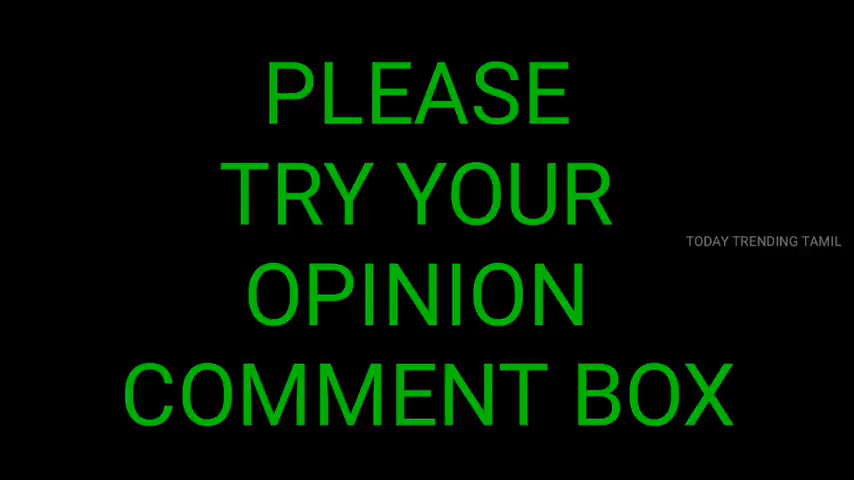 PLEASE
TRY YOUR
OPINION
COMMENT BOX
TODAY TRENDING TAMIL